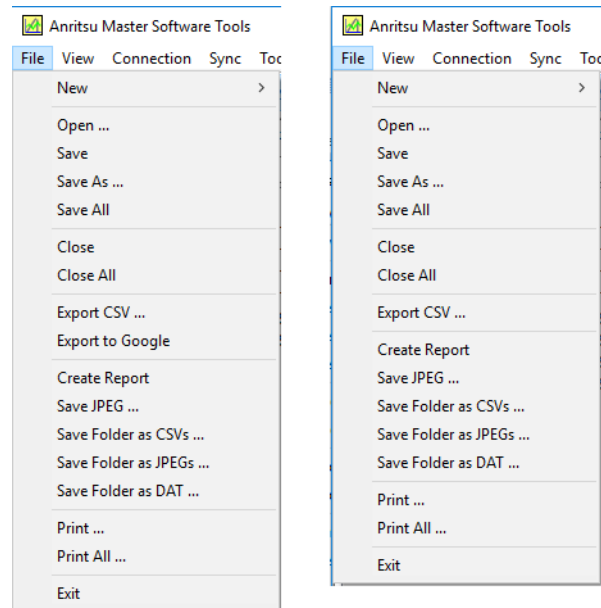 Anritsu Master Software Tools
File View Connection Sync
New
Open ...
Save
Save As ...
Save All
Close
Close All
Export CSV ...
Export to Google
Create Report
Save JPEG ...
Save Folder as CSVs ...
Save Folder as JPEGs ...
Save Folder as DAT ...
Print ...
Print All ...
Exit
Anritsu Master Software Tools
File View Connection Sync
New
Open ...
Save
Save As ...
Save All
Close
Close All
Export CSV ...
Create Report
Save JPEG ...
Save Folder as CSVs ...
Save Folder as JPEGs ...
Save Folder as DAT ...
Print ...
Print All ...
Exit